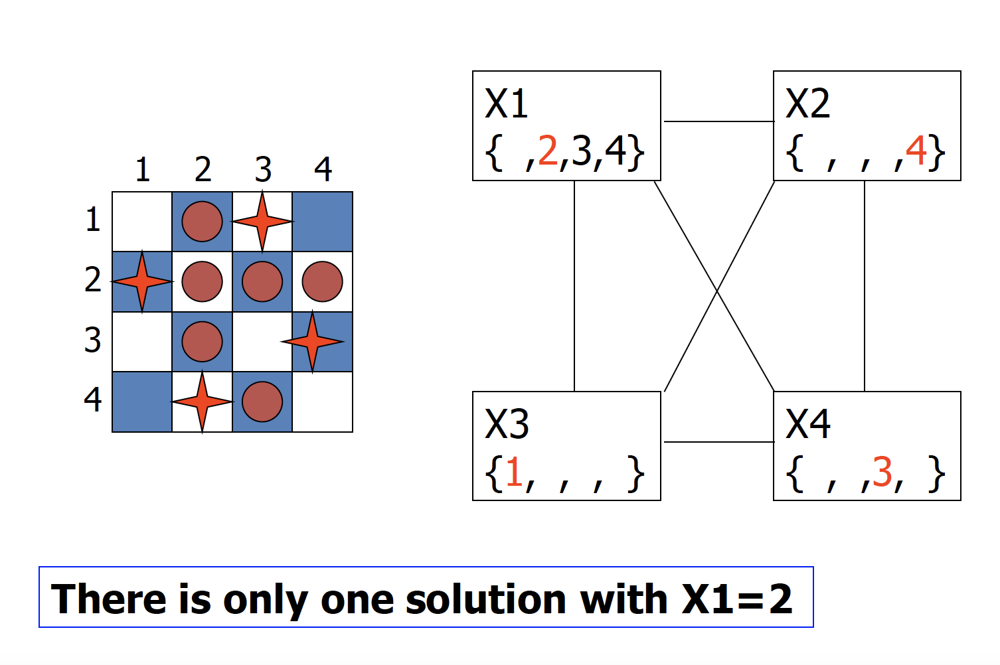 1 2 3 4
1
2
3
4
X1
{ ,2,3,4}
X2
{ , , ,4}
X3
{1, , , }
X4
{ , ,3, }
There is only one solution with X1=2